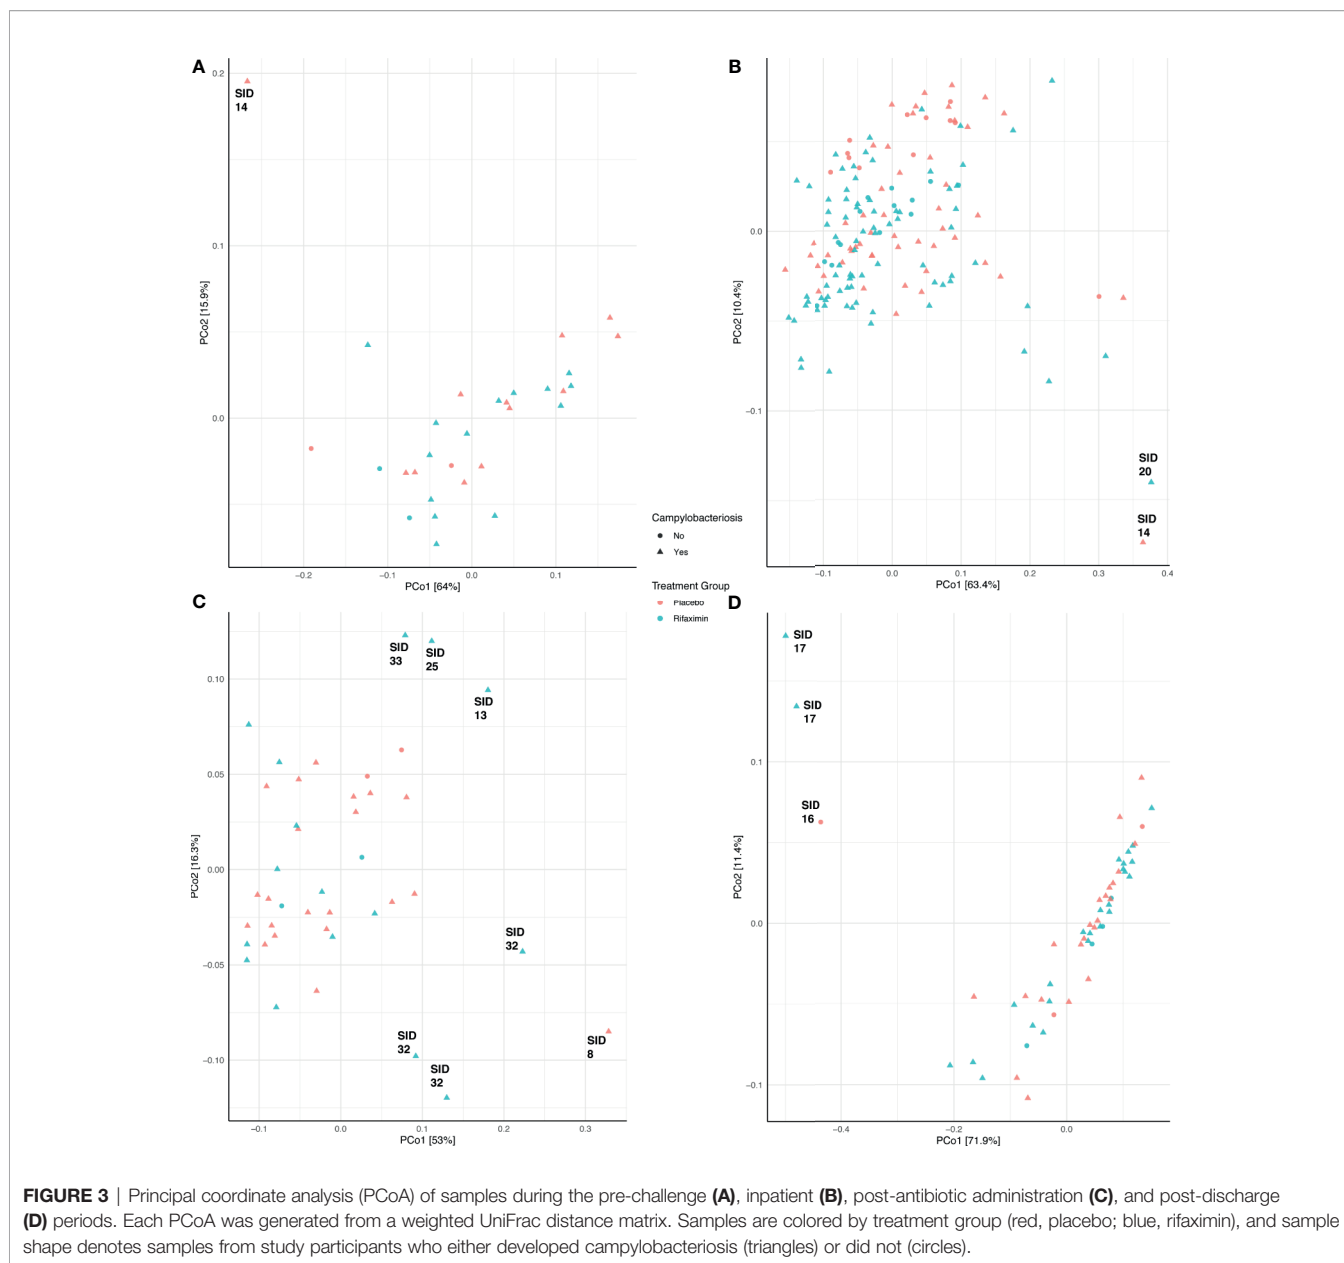 A
0.2
0.1
0.0
PCo2 [15.9%]
SID
14
−0.2
−0.1
0.0
0.1
PCo1 [64%]
B
0.0
−0.1
PCo2 [10.4%]
SID
20
SID
14
−0.1
0.0
0.1
0.2
0.3
0.4
PCo1 [63.4%]
Campylobacteriosis
No
Yes
Treatment Group
Placebo
Rifaximin
C
0.10
0.05
0.00
−0.05
−0.10
PCo2 [16.3%]
SID
33
SID
25
SID
13
SID
32
SID
32
SID
32
SID
8
−0.1
0.0
0.1
0.2
0.3
PCo1 [53%]
D
0.1
0.0
−0.1
PCo2 [11.4%]
SID
17
SID
17
SID
16
−0.4
−0.2
0.0
PCo1 [71.9%]
FIGURE 3 | Principal coordinate analysis (PCoA) of samples during the pre-challenge (A), inpatient (B), post-antibiotic administration (C), and post-discharge
(D) periods. Each PCoA was generated from a weighted UniFrac distance matrix. Samples are colored by treatment group (red, placebo; blue, rifaximin), and sample
shape denotes samples from study participants who either developed campylobacteriosis (triangles) or did not (circles).